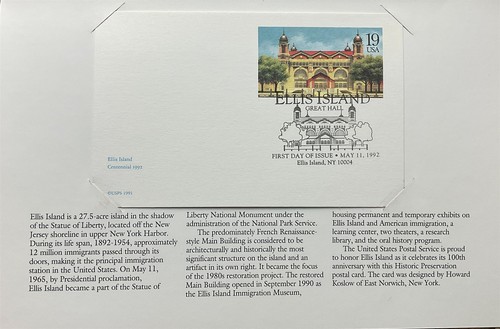 19
USA
ELLIS ISLAND
GREAT HALL
FIRST DAY OF ISSUE • MAY 11, 1992
Ellis Island, NY 10004
Ellis Island
Centennial 1992
Ellis Island is a 27.5-acre island in the shadow
of the Statue of Liberty, located off the New
Jersey shoreline in upper New York Harbor.
During its life span, 1892-1954, approximately
12 million immigrants passed through its
doors, making it the principal immigration
station in the United States. On May 11,
1965, by Presidential proclamation,
Ellis Island became a part of the Statue of
Liberty National Monument under the
administration of the National Park Service.
The predominately French Renaissance-
style Main Building is considered to be
architecturally and historically the most
significant structure on the island and an
artifact in its own right. It became the focus
of the 1980s restoration project. The restored
Main Building opened in September 1990 as
the Ellis Island Immigration Museum,
housing permanent and temporary exhibits on
Ellis Island and American immigration, a
learning center, two theaters, a research
library, and the oral history program.
The United States Postal Service is proud
to honor Ellis Island as it celebrates its 100th
anniversary with this Historic Preservation
postal card. The card was designed by Howard
Koslow of East Norwich, New York.